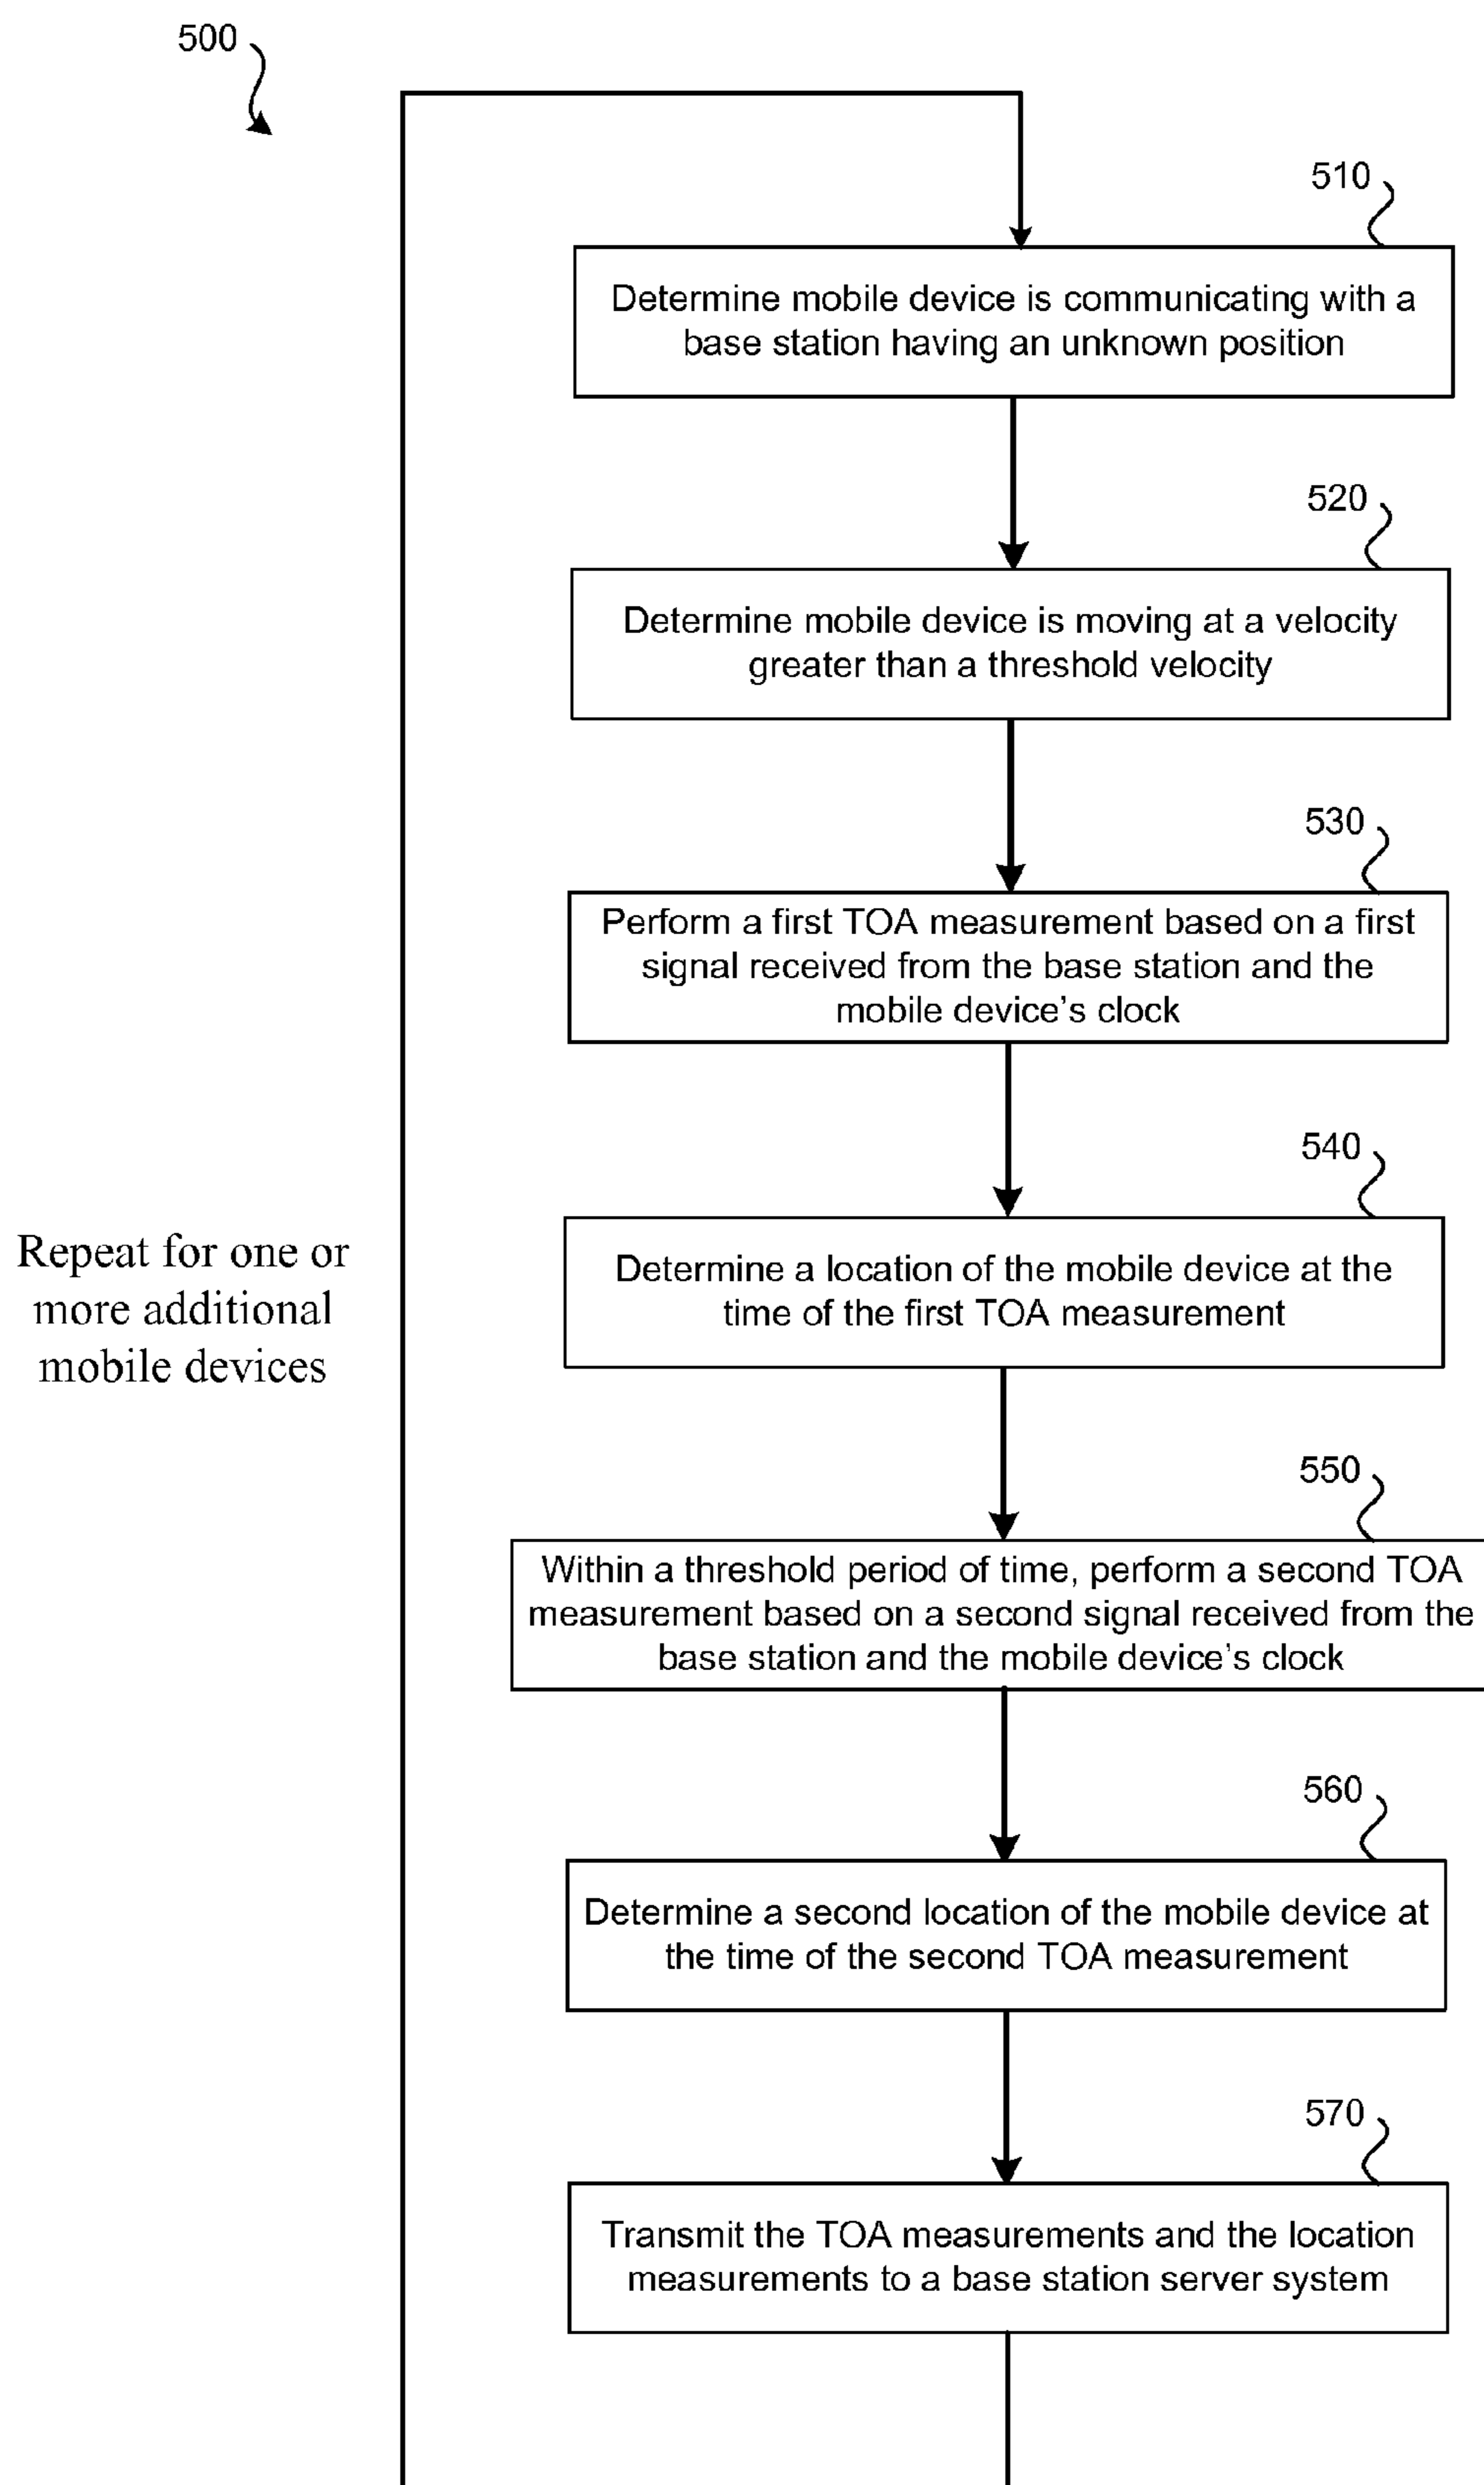 500
510
Determine mobile device is communicating with a
base station having an unknown position
520
Determine mobile device is moving at a velocity
greater than a threshold velocity
530
Perform a first TOA measurement based on a first
signal received from the base station and the
mobile device's clock
540
Determine a location of the mobile device at the
time of the first TOA measurement
Repeat for one or
more additional
mobile devices
550
Within a threshold period of time, perform a second TOA
measurement based on a second signal received from the
base station and the mobile device's clock
560
Determine a second location of the mobile device at
the time of the second TOA measurement
570
Transmit the TOA measurements and the location
measurements to a base station server system